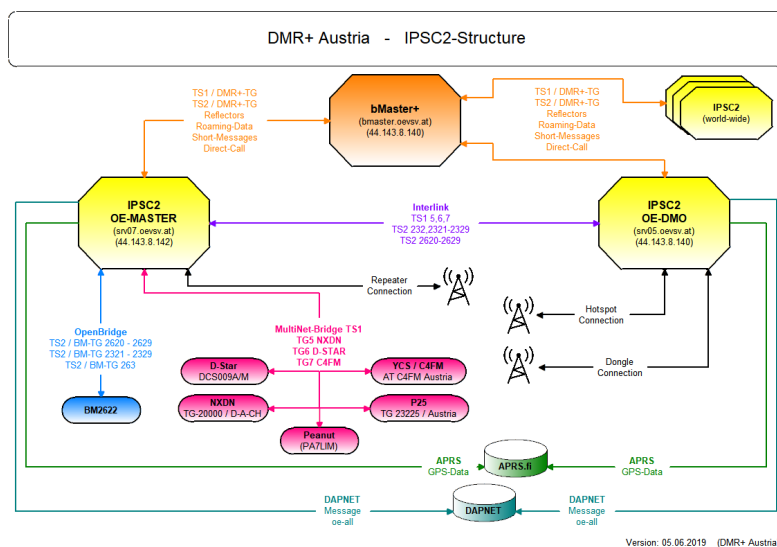 DMR+ Austria - IPSC2-Structure
TS1 / DMR+-TG
TS2 / DMR+-TG
Reflectors
Roaming-Data
Short-Messages
Direct-Call
bMaster+
(bmaster.oevsv.at)
(44.143.8.140)
TS1 / DMR+-TG
TS2 / DMR+-TG
Reflectors
Roaming-Data
Short-Messages
Direct-Call
IPSC2
(world-wide)
IPSC2
OE-MASTER
(srv07.oevsv.at)
(44.143.8.142)
Interlink
TS1 5,6,7
TS2 232,2321-2329
TS2 2620-2629
IPSC2
OE-DMO
(srv05.oevsv.at)
(44.143.8.140)
Repeater
Connection
Hotspot
Connection
Dongle
Connection
OpenBridge
TS2 / BM-TG 2620 - 2629
TS2 / BM-TG 2321 - 2329
TS2 / BM-TG 263
MultiNet-Bridge TS1
TG5 NXDN
TG6 D-STAR
TG7 C4FM
D-Star
DCS009A/M
YCS / C4FM
AT C4FM Austria
NXDN
TG-20000 / D-A-CH
P25
TG 23225 / Austria
Peanut
(PA7LIM)
BM2622
APRS
GPS-Data
APRS.fi
APRS
GPS-Data
DAPNET
Message
oe-all
DAPNET
DAPNET
Message
oe-all
Version: 05.06.2019 (DMR+ Austria